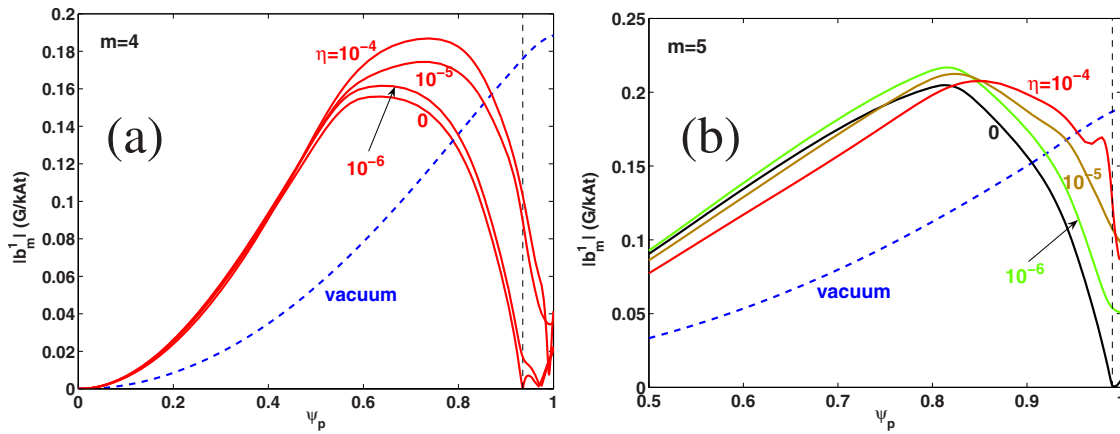 m=4
(a)
η=10⁻⁴
10⁻⁵
10⁻⁶
0
vacuum
|b¹ₘ| (G/kAt)
0.2
0.18
0.16
0.14
0.12
0.1
0.08
0.06
0.04
0.02
0
0 0.2 0.4 0.6 0.8 1
ψₚ
m=5
(b)
η=10⁻⁴
0
10⁻⁵
10⁻⁶
vacuum
|b¹ₘ| (G/kAt)
0.25
0.2
0.15
0.1
0.05
0
0.5 0.6 0.7 0.8 0.9 1
ψₚ